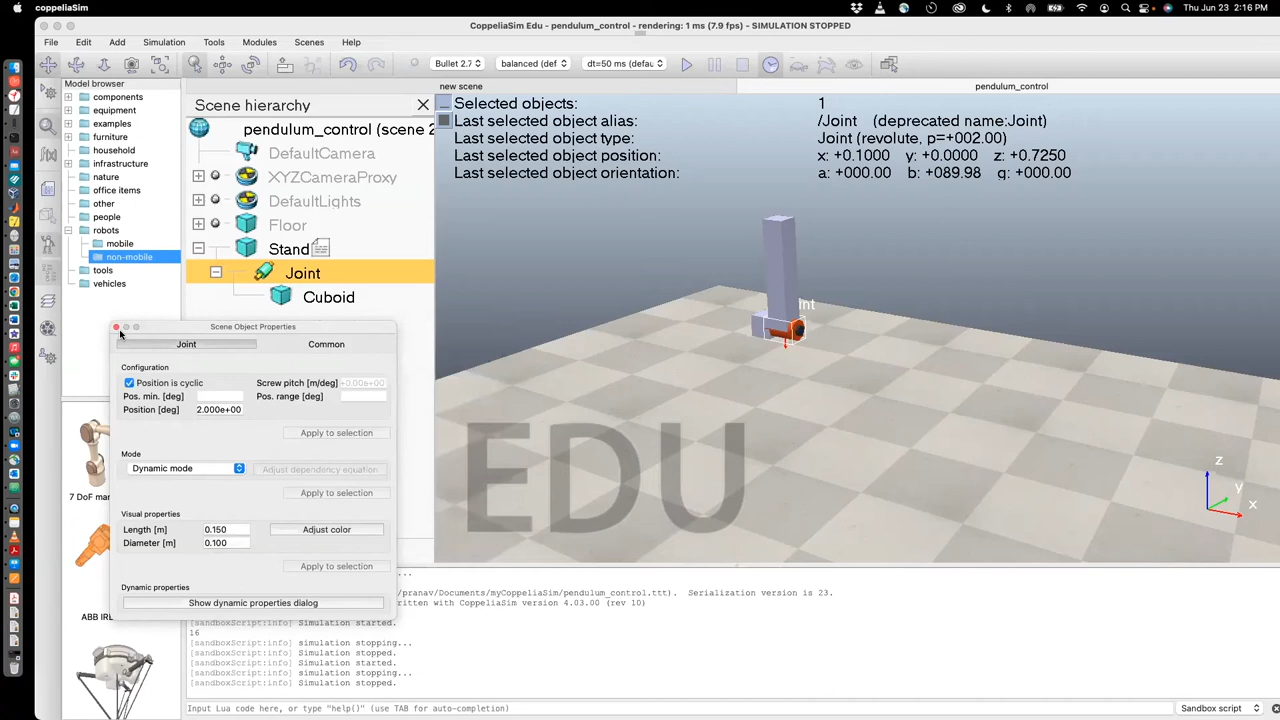 coppeliaSim
Thu Jun 23 2:16 PM
CoppeliaSim Edu - pendulum_control - rendering: 1 ms (7.9 fps) - SIMULATION STOPPED
File Edit Add Simulation Tools Modules Scenes Help
Bullet 2.7 balanced (def dt=50 ms (defau
Model browser
components
equipment
examples
furniture
household
infrastructure
nature
office items
other
people
robots
mobile
non-mobile
tools
vehicles
7 DoF mar
ABB IRE
Scene hierarchy
pendulum_control (scene 2
DefaultCamera
XYZCameraProxy
DefaultLights
Floor
Stand
Joint
Cuboid
new scene
pendulum_control
Selected objects: 1
Last selected object alias: /Joint (deprecated name:Joint)
Last selected object type: Joint (revolute, p=+002.00)
Last selected object position: x: +0.1000 y: +0.0000 z: +0.7250
Last selected object orientation: a: +000.00 b: +089.98 g: +000.00
int
EDU
z
y
x
Scene Object Properties
Joint
Common
Configuration
Position is cyclic Screw pitch [m/deg] +0.00e+00
Pos. min. [deg] Pos. range [deg]
Position [deg] 2.000e+00
Apply to selection
Mode
Dynamic mode Adjust dependency equation
Apply to selection
Visual properties
Length [m] 0.150 Adjust color
Diameter [m] 0.100
Apply to selection
Dynamic properties
Show dynamic properties dialog
...
/pranav/Documents/myCoppeliaSim/pendulum_control.ttt). Serialization version is 23.
ritten with CoppeliaSim version 4.03.00 (rev 10)
[sandboxScript:info] Simulation started.
16
[sandboxScript:info] simulation stopping...
[sandboxScript:info] Simulation stopped.
[sandboxScript:info] Simulation started.
[sandboxScript:info] simulation stopping...
[sandboxScript:info] Simulation stopped.
Input Lua code here, or type "help()" (use TAB for auto-completion)
Sandbox script